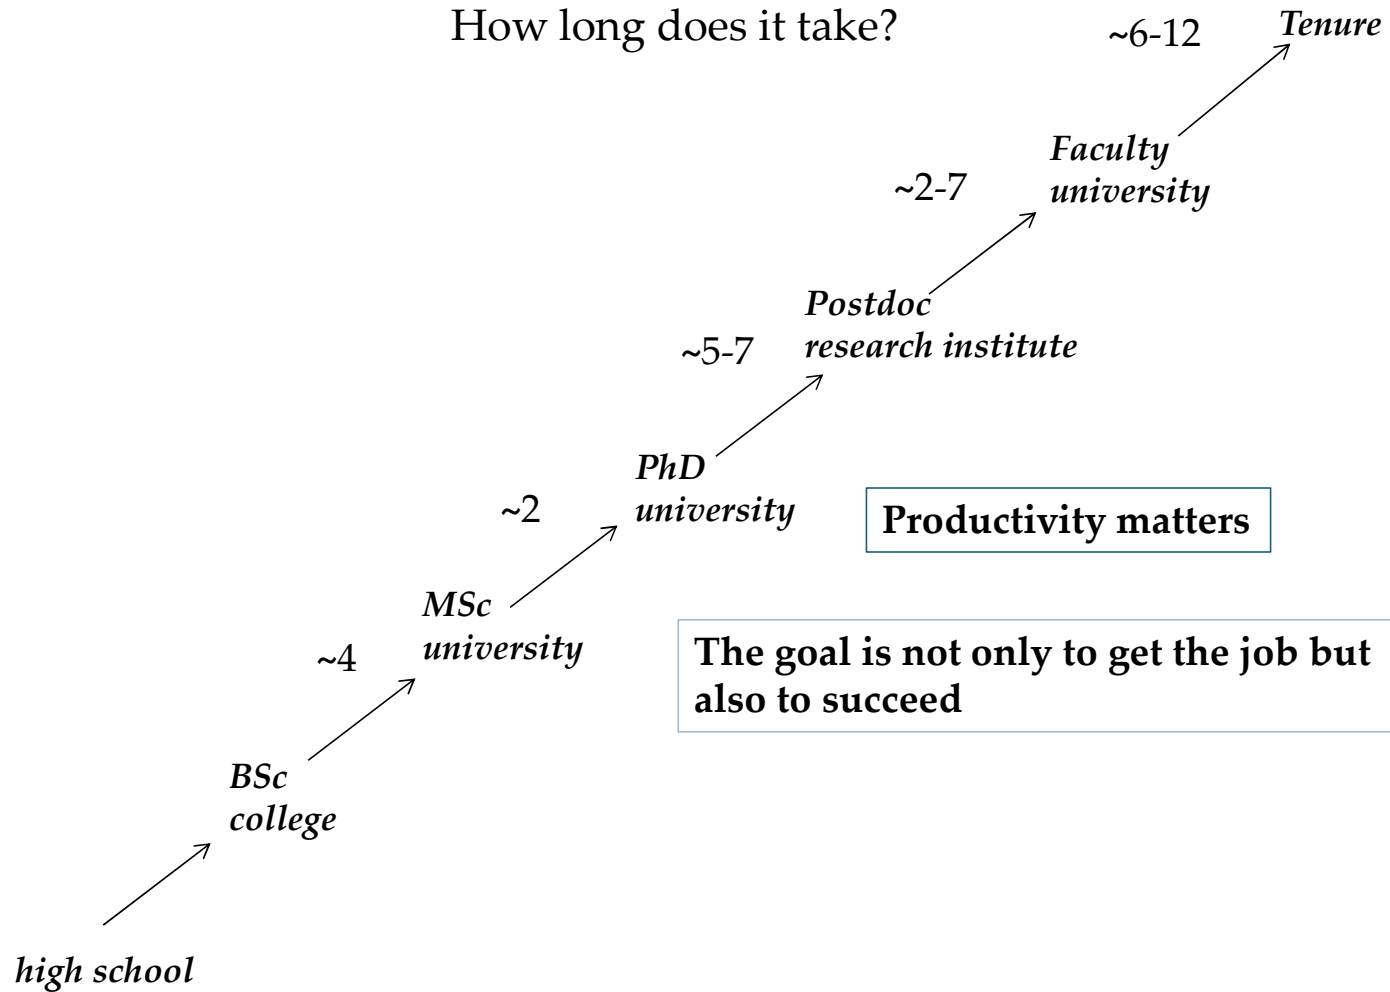 How long does it take?
~6-12
Tenure
Faculty
university
~2-7
Postdoc
research institute
~5-7
PhD
university
~2
Productivity matters
MSc
university
~4
The goal is not only to get the job but
also to succeed
BSc
college
high school